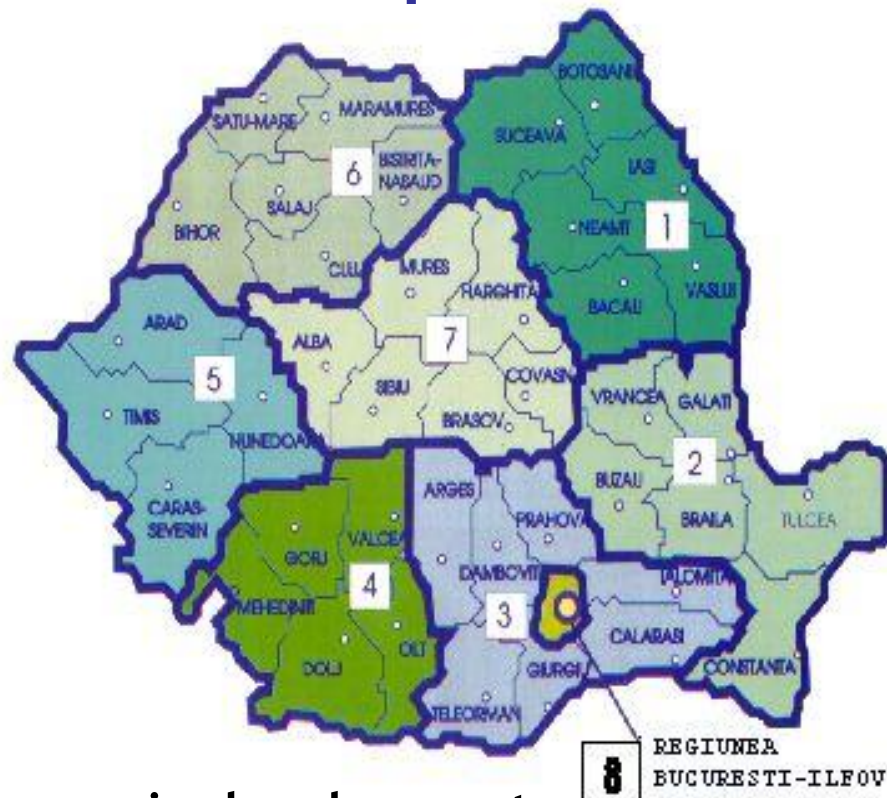 BOTOSANI
SATU-MARE
MARAMURES
SUCEAVA
BISTRITA-
NASAUD
IASI
6
SALAJ
NEAMT
1
BIHOR
CLUJ
MURES
HARGHITA
VASLUI
BACAU
ARAD
ALBA
7
5
COVASN
SIBIU
VRANCEA
GALATI
TIMIS
BRASOV
HUNEDOARA
2
ARGES
BUZAU
CARAS-
SEVERIN
PRAHOVA
BRAILA
TULCEA
VALCEA
GORJ
DAMBOVIT
IALOMITA
4
MEHEDINTI
3
CALARASI
OLT
DOLJ
GIURGIU
CONSTANTA
TELEORMAN
8
REGIUNEA
BUCURESTI-ILFOV